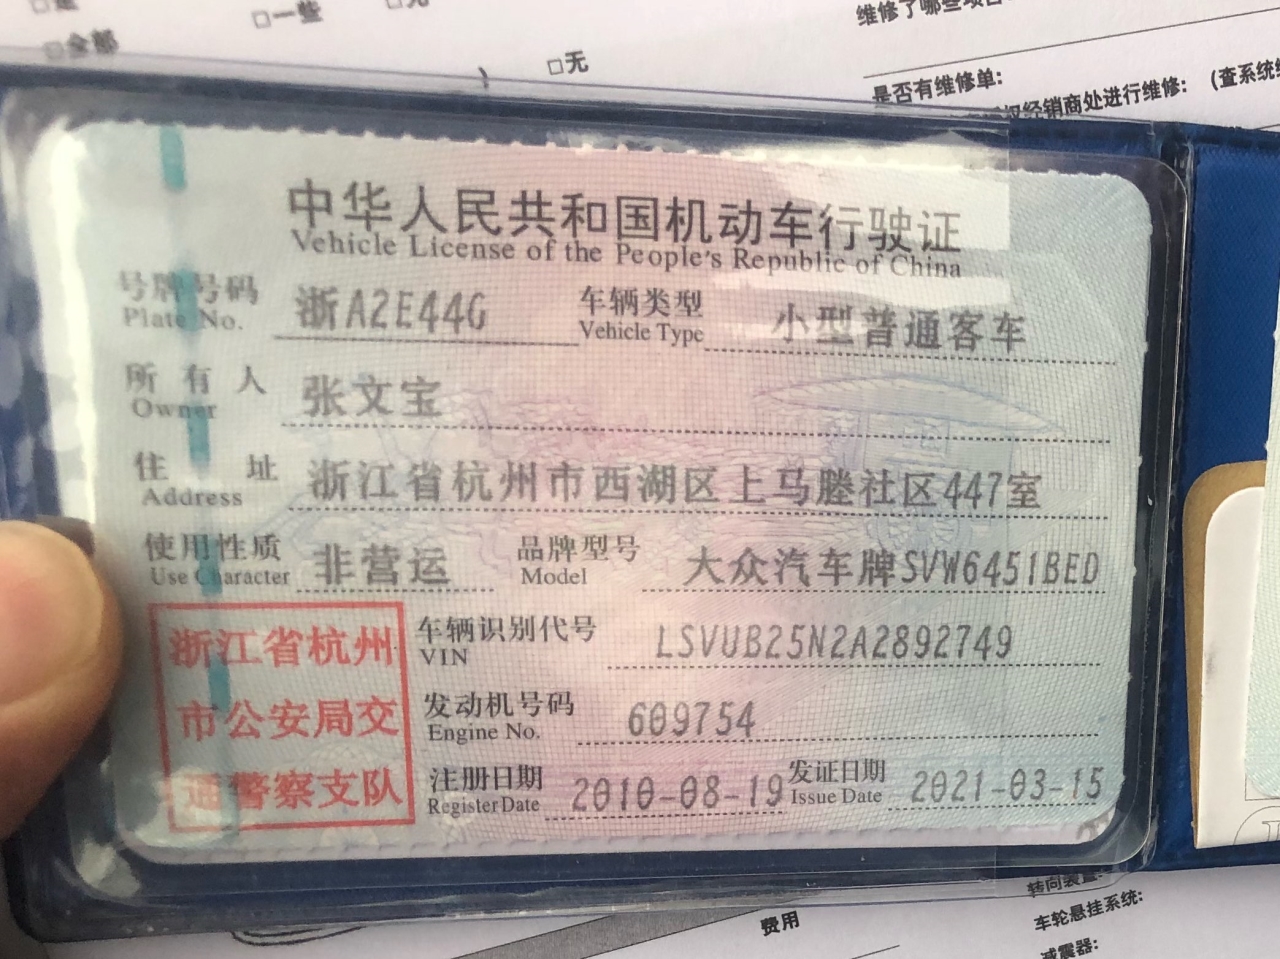 □全部
□一些
□无
)
维修了哪些项目
是否有维修单:
经销商处进行维修: (查系统维
中华人民共和国机动车行驶证
Vehicle License of the People's Republic of China
号牌号码 浙A2E44G 车辆类型 小型普通客车
Plate No. Vehicle Type
所有人 张文宝
Owner
住址 浙江省杭州市西湖区上马塍社区447室
Address
使用性质 非营运 品牌型号 大众汽车牌SVW6451BED
Use Character Model
浙江省杭州
市公安局交
通警察支队
车辆识别代号 LSVUB25N2A2892749
VIN
发动机号码 609754
Engine No.
注册日期 2010-08-19 发证日期 2021-03-15
Register Date Issue Date
转向装置:
费用
车轮悬挂系统:
减震器: